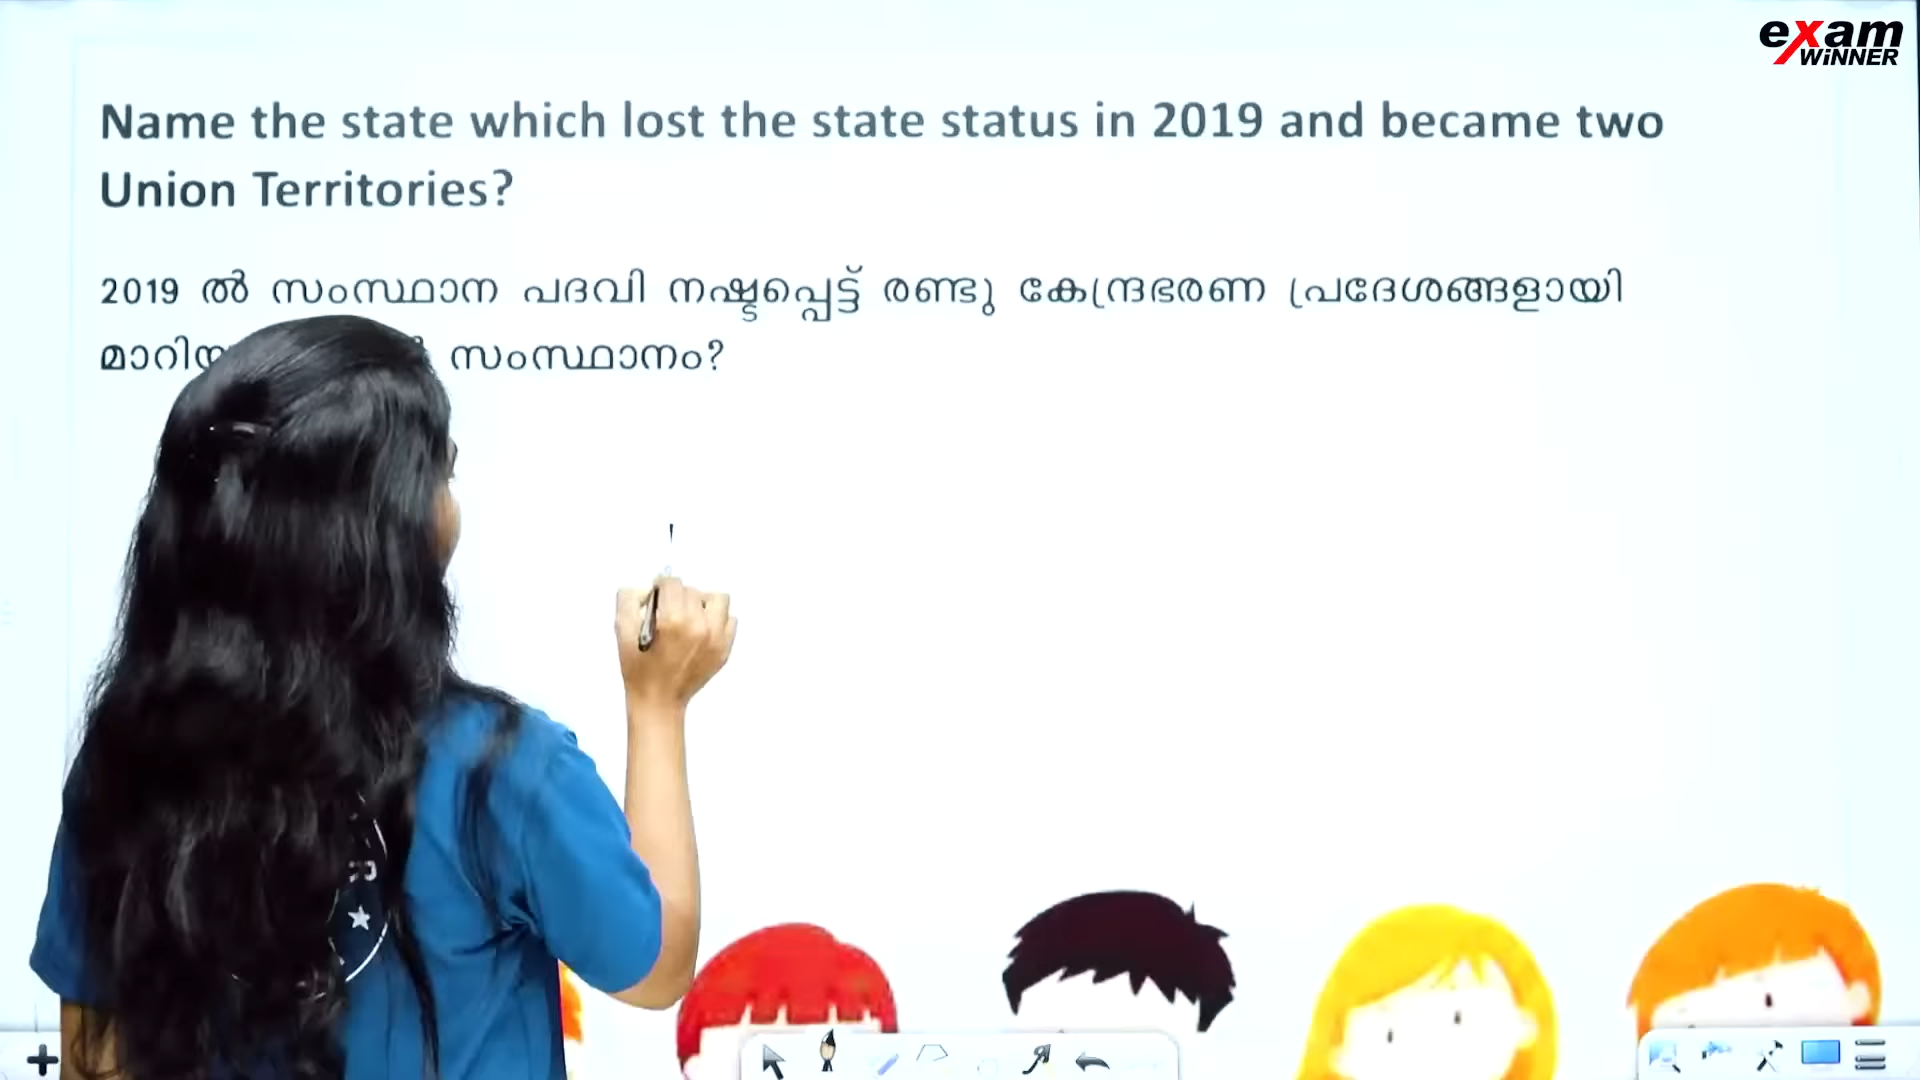 exam
WiNNER
Name the state which lost the state status in 2019 and became two
Union Territories?
2019 ൽ സംസ്ഥാന പദവി നഷ്ടപ്പെട്ട് രണ്ടു കേന്ദ്രഭരണ പ്രദേശങ്ങളായി
സംസ്ഥാനം?